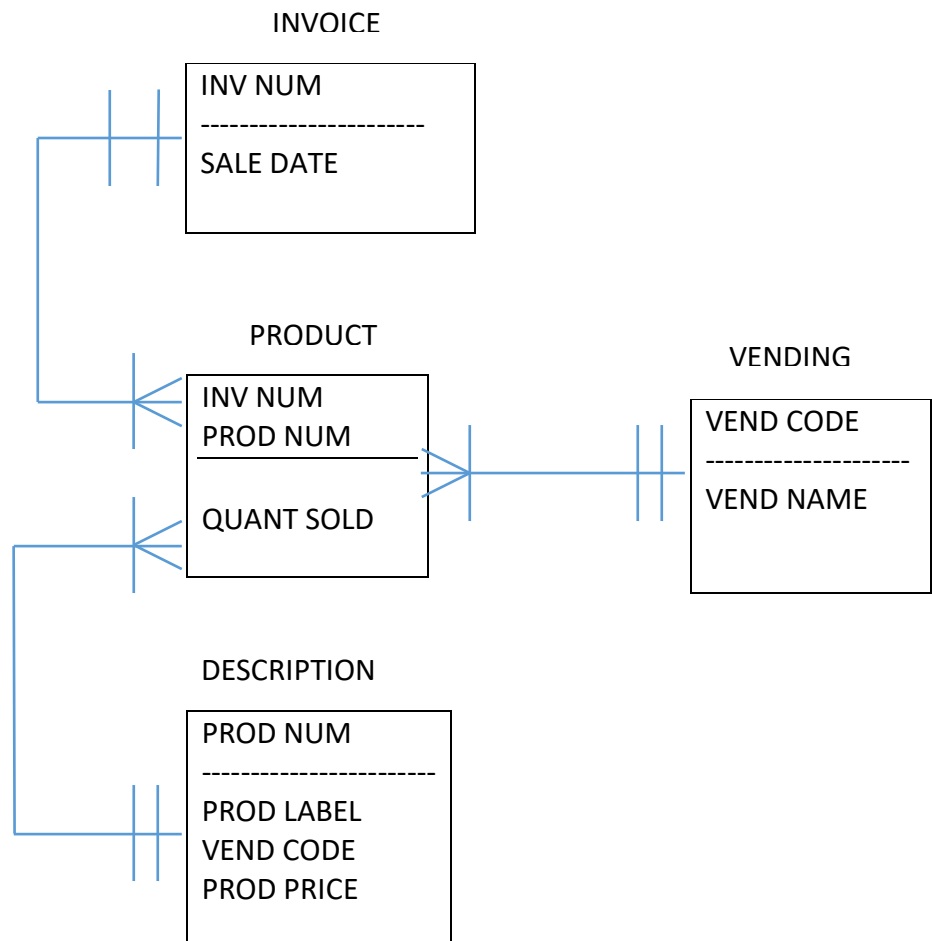 INVOICE
INV NUM
-----------------------
SALE DATE
PRODUCT
INV NUM
PROD NUM
QUANT SOLD
VENDING
VEND CODE
---------------------
VEND NAME
DESCRIPTION
PROD NUM
------------------------
PROD LABEL
VEND CODE
PROD PRICE